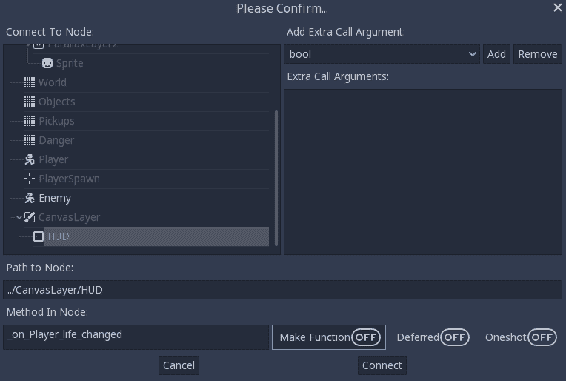 Please Confirm...
Connect To Node:
Add Extra Call Argument:
bool
Add
Remove
Extra Call Arguments:
Sprite
World
Objects
Pickups
Danger
Player
PlayerSpawn
Enemy
CanvasLayer
HUD
Path to Node:
../CanvasLayer/HUD
Method In Node:
_on_Player_life_changed
Make Function OFF
Deferred OFF
Oneshot OFF
Cancel
Connect